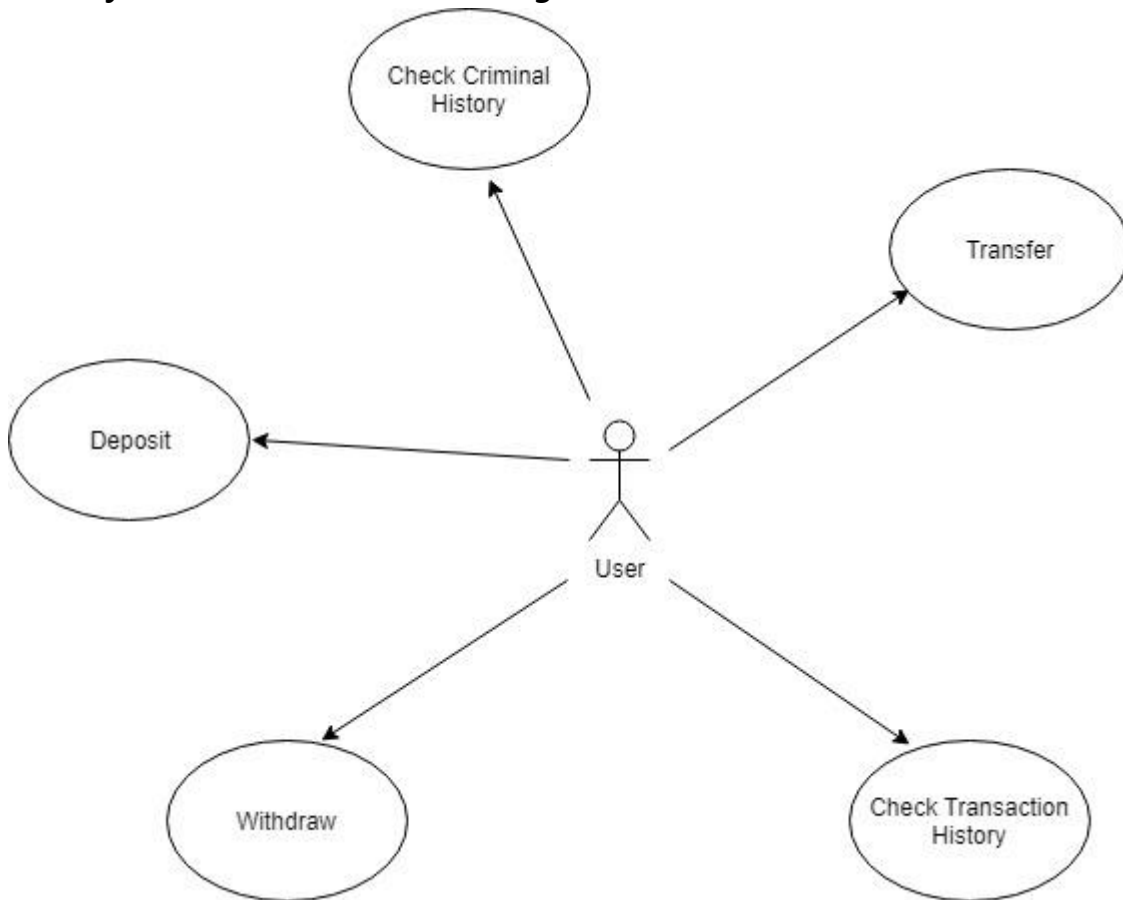 Check Criminal
History
Transfer
Deposit
User
Withdraw
Check Transaction
History